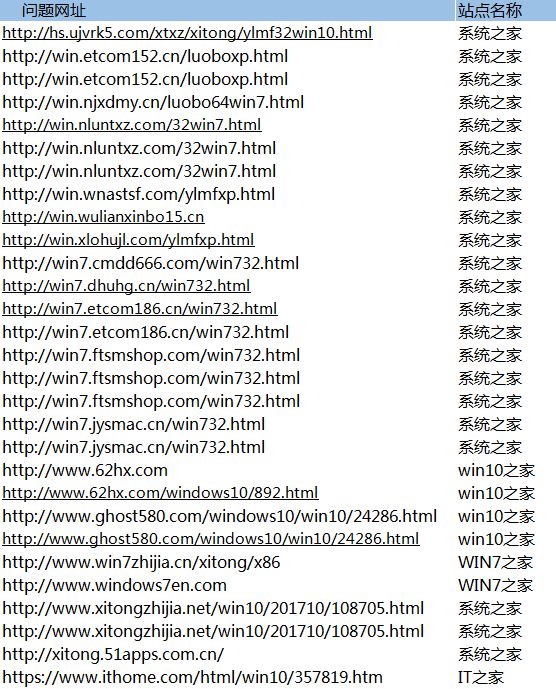 问题网址 站点名称
http://hs.ujvrk5.com/xtxz/xitong/ylmf32win10.html 系统之家
http://win.etcom152.cn/luoboxp.html 系统之家
http://win.etcom152.cn/luoboxp.html 系统之家
http://win.njxdmy.cn/luobo64win7.html 系统之家
http://win.nluntxz.com/32win7.html 系统之家
http://win.nluntxz.com/32win7.html 系统之家
http://win.nluntxz.com/32win7.html 系统之家
http://win.wnastsf.com/ylmfxp.html 系统之家
http://win.wulianxinbo15.cn 系统之家
http://win.xlohujl.com/ylmfxp.html 系统之家
http://win7.cmdd666.com/win732.html 系统之家
http://win7.dhuhg.cn/win732.html 系统之家
http://win7.etcom186.cn/win732.html 系统之家
http://win7.etcom186.cn/win732.html 系统之家
http://win7.ftsmshop.com/win732.html 系统之家
http://win7.ftsmshop.com/win732.html 系统之家
http://win7.ftsmshop.com/win732.html 系统之家
http://win7.jysmac.cn/win732.html 系统之家
http://win7.jysmac.cn/win732.html 系统之家
http://www.62hx.com win10之家
http://www.62hx.com/windows10/892.html win10之家
http://www.ghost580.com/windows10/win10/24286.html win10之家
http://www.ghost580.com/windows10/win10/24286.html win10之家
http://www.win7zhijia.cn/xitong/x86 WIN7之家
http://www.windows7en.com WIN7之家
http://www.xitongzhijia.net/win10/201710/108705.html 系统之家
http://www.xitongzhijia.net/win10/201710/108705.html 系统之家
http://xitong.51apps.com.cn/ 系统之家
https://www.ithome.com/html/win10/357819.htm IT之家